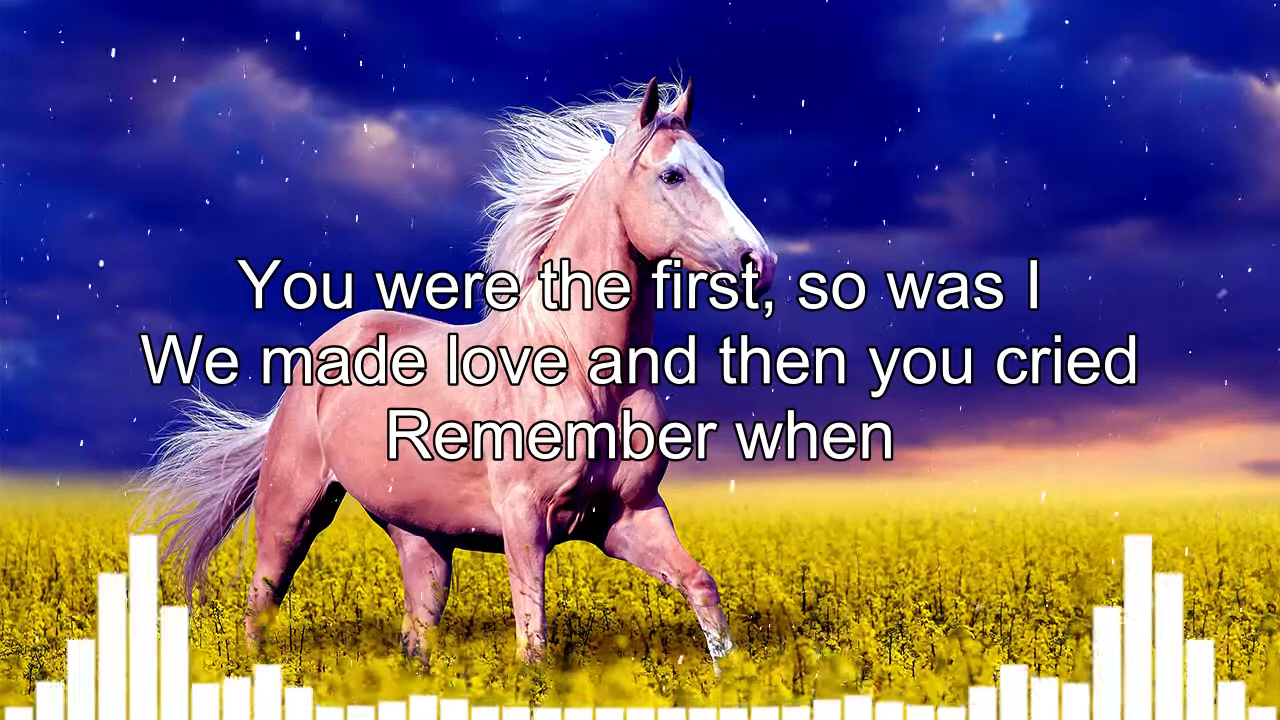 You were the first, so was I
We made love and then you cried
Remember when